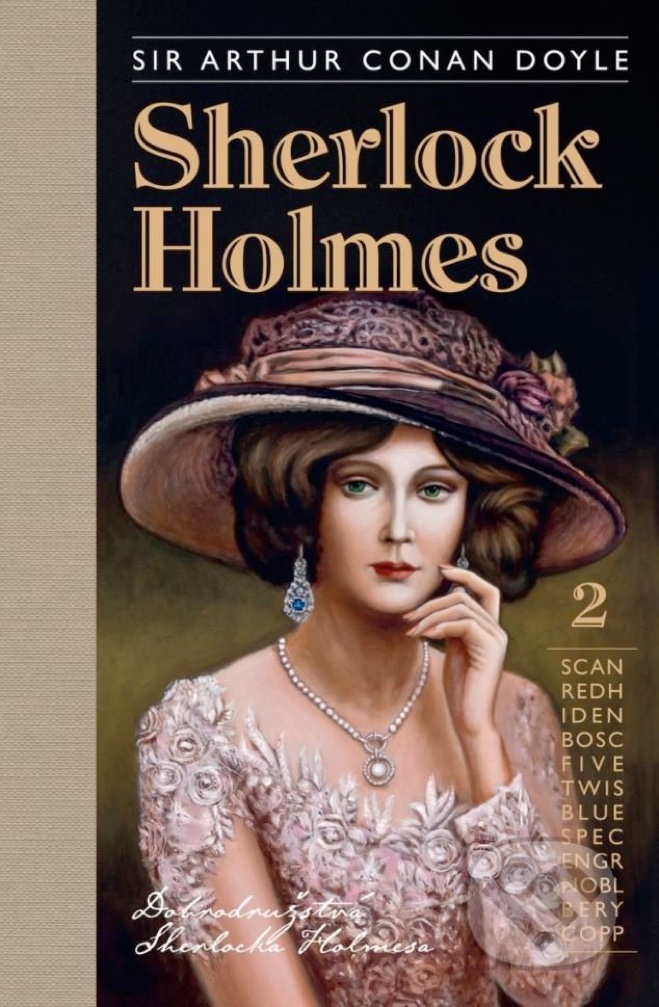 SIR ARTHUR CONAN DOYLE
Sherlock
Holmes
2
SCAN
REDH
IDEN
BOSC
FIVE
TWIS
BLUE
SPEC
ENGR
NOBL
BERY
COPP
Dobrodružstvá
Sherlocka Holmesa